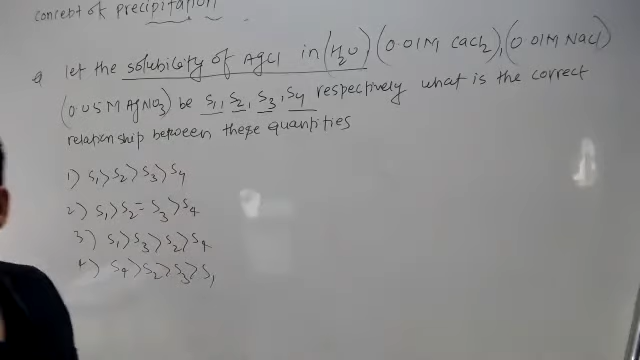 concept of precipitation
Q let the solubility of AgCl in (H2O) (0.01M CaCl2), (0.01M NaCl)
(0.05M AgNO3) be S1, S2, S3, S4 respectively what is the correct
relationship between these quantities
1) S1>S2>S3>S4
2) S1>S2=S3>S4
3) S1>S3>S2>S4
4) S4>S2>S3>S1